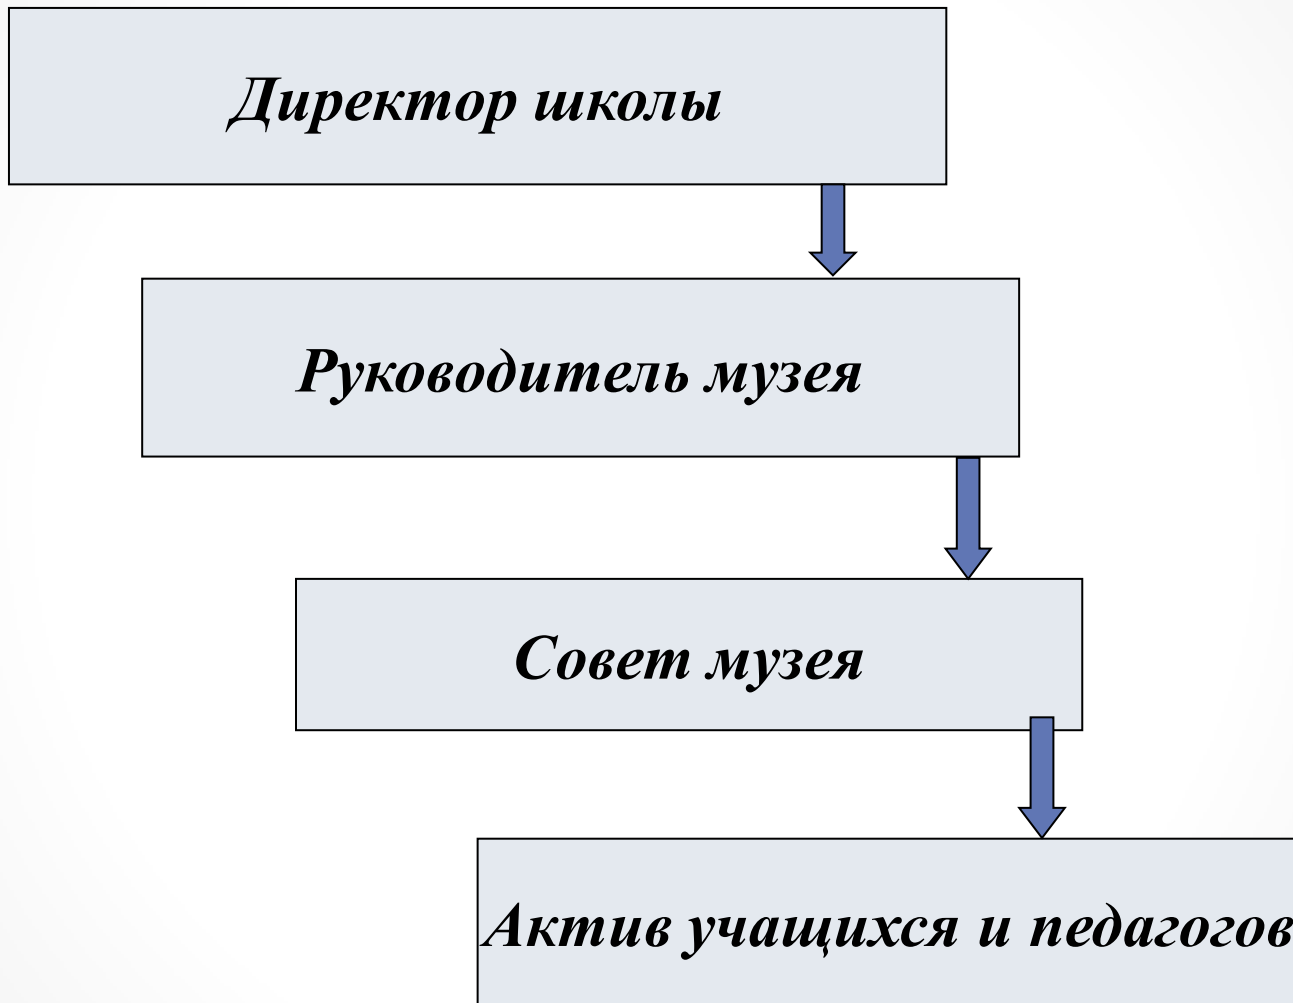 Директор школы
Руководитель музея
Совет музея
Актив учащихся и педагогов